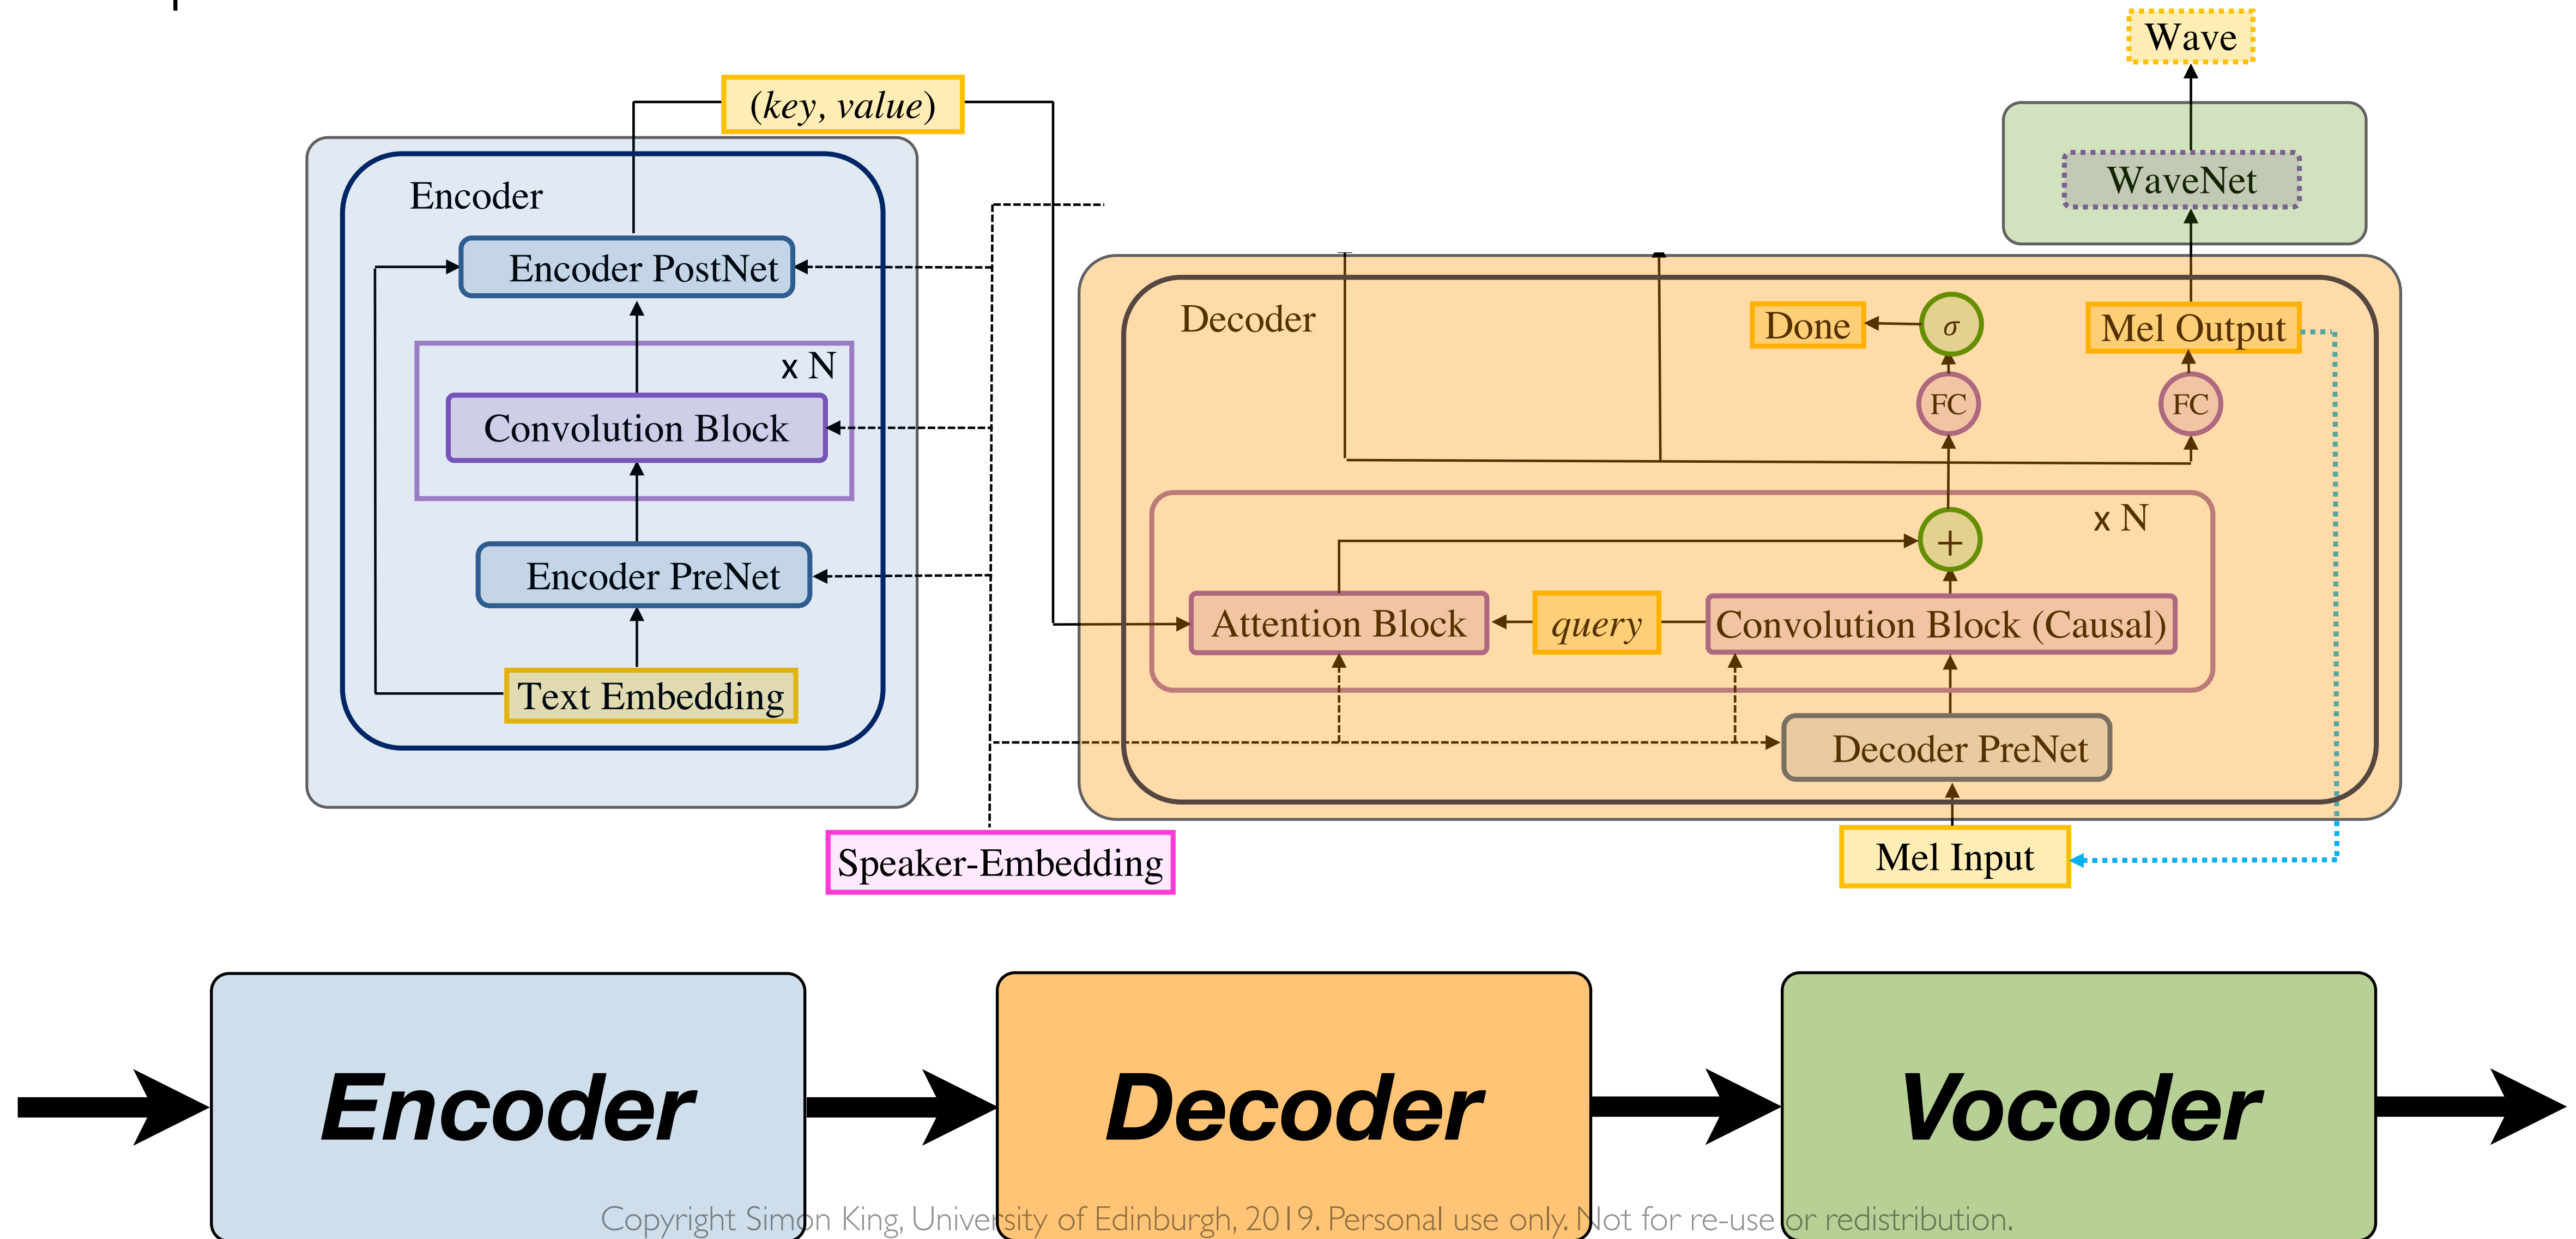 Wave
(key, value)
WaveNet
Encoder
Encoder PostNet
Decoder
Done
σ
Mel Output
x N
FC
FC
Convolution Block
x N
+
Encoder PreNet
Attention Block
query
Convolution Block (Causal)
Text Embedding
Decoder PreNet
Speaker-Embedding
Mel Input
Encoder
Decoder
Vocoder
Copyright Simon King, University of Edinburgh, 2019. Personal use only. Not for re-use or redistribution.